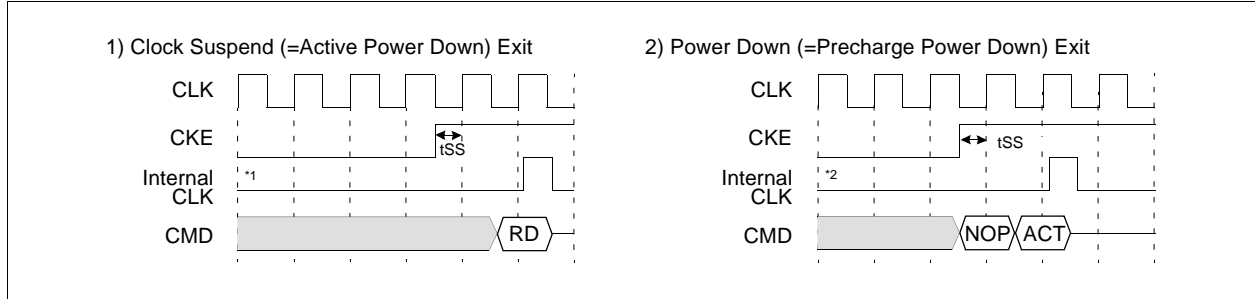 1) Clock Suspend (=Active Power Down) Exit
CLK
CKE
tSS
Internal
CLK
*1
CMD
RD
2) Power Down (=Precharge Power Down) Exit
CLK
CKE
tSS
Internal
CLK
*2
CMD
NOP
ACT